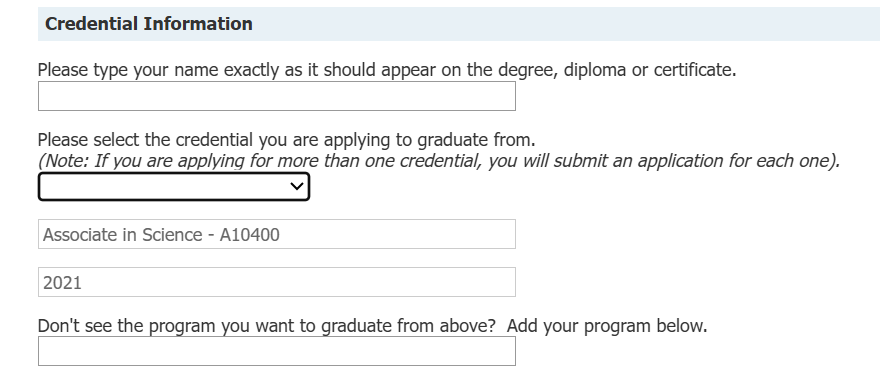 Credential Information
Please type your name exactly as it should appear on the degree, diploma or certificate.
Please select the credential you are applying to graduate from.
(Note: If you are applying for more than one credential, you will submit an application for each one).
Associate in Science - A10400
2021
Don't see the program you want to graduate from above?  Add your program below.